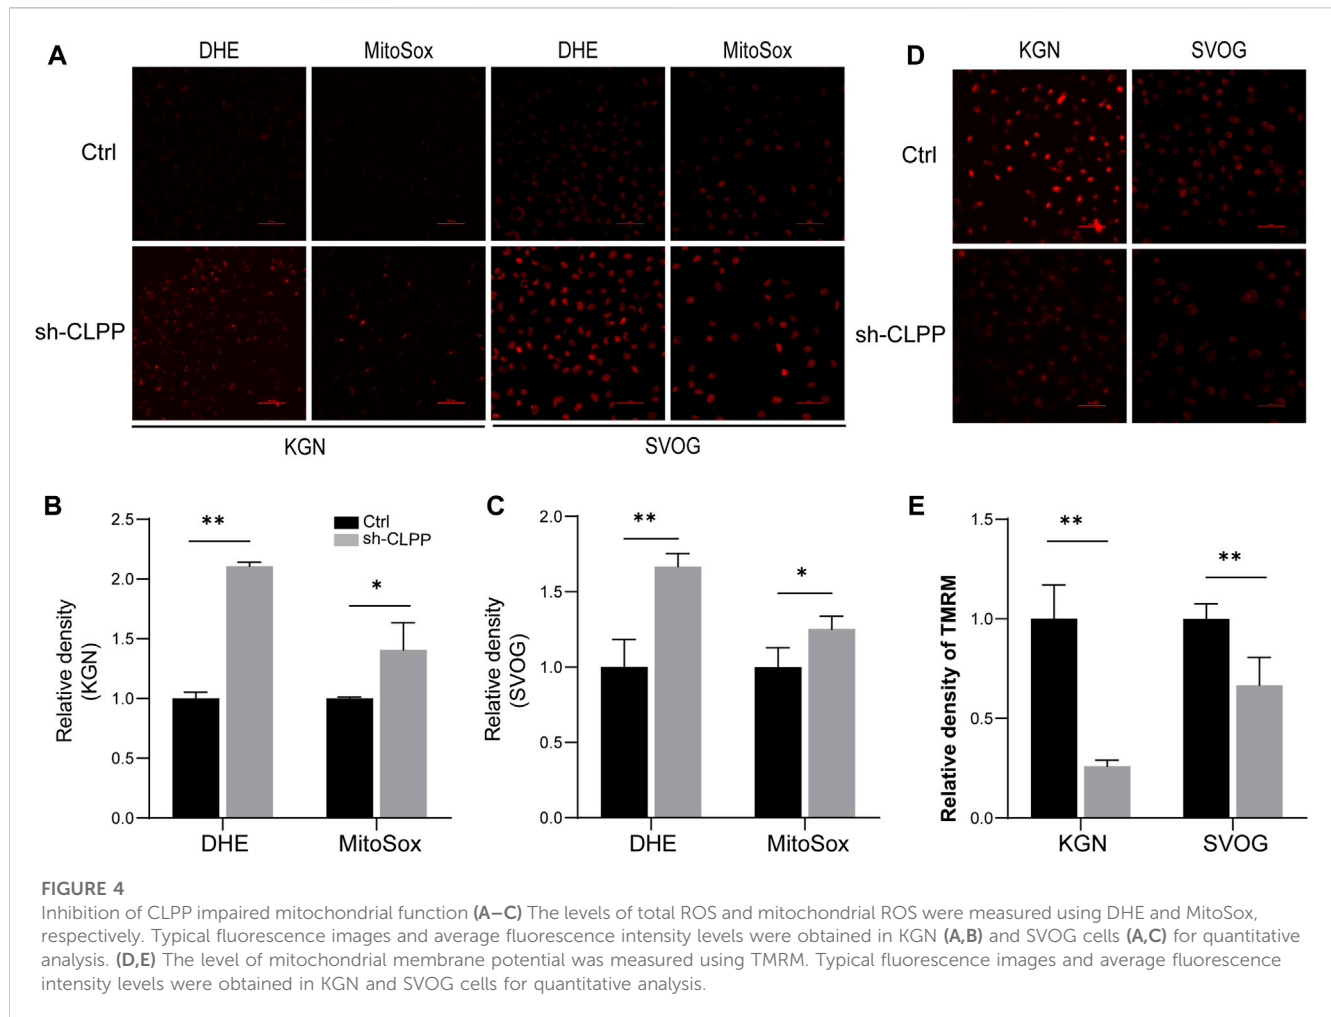 A
DHE MitoSox DHE MitoSox
Ctrl
sh-CLPP
KGN SVOG
D
KGN SVOG
Ctrl
sh-CLPP
B
Relative density
(KGN)
2.5
2.0
1.5
1.0
0.5
0.0
**
*
Ctrl
sh-CLPP
DHE MitoSox
C
Relative density
(SVOG)
2.0
1.5
1.0
0.5
0.0
**
*
DHE MitoSox
E
Relative density of TMRM
1.5
1.0
0.5
0.0
**
**
KGN SVOG
FIGURE 4
Inhibition of CLPP impaired mitochondrial function (A–C) The levels of total ROS and mitochondrial ROS were measured using DHE and MitoSox,
respectively. Typical fluorescence images and average fluorescence intensity levels were obtained in KGN (A,B) and SVOG cells (A,C) for quantitative
analysis. (D,E) The level of mitochondrial membrane potential was measured using TMRM. Typical fluorescence images and average fluorescence
intensity levels were obtained in KGN and SVOG cells for quantitative analysis.